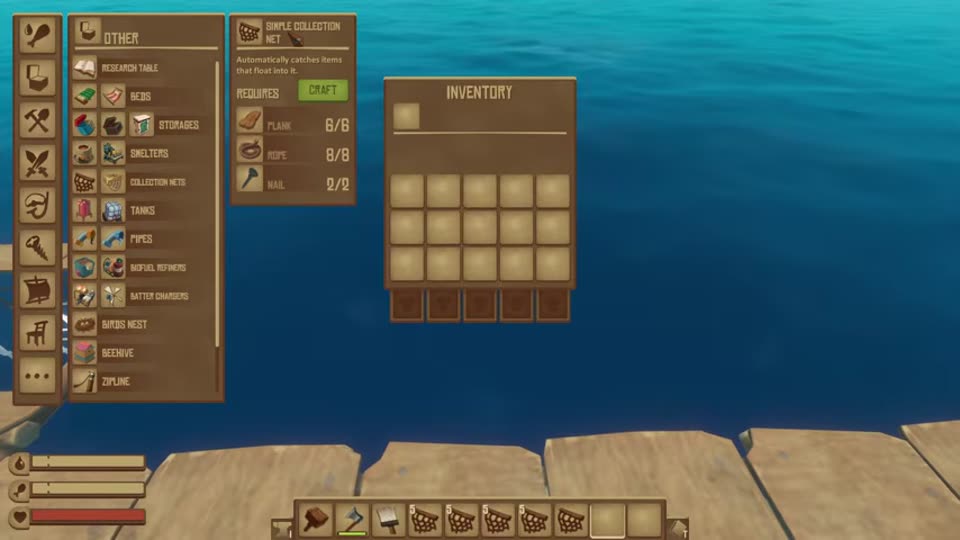 OTHER
RESEARCH TABLE
BEDS
STORAGES
SMELTERS
COLLECTION NETS
TANKS
PIPES
BIOFUEL REFINERS
BATTERY CHARGERS
BIRDS NEST
BEEHIVE
ZIPLINE
SIMPLE COLLECTION
NET
Automatically catches items
that float into it.
REQUIRES
CRAFT
PLANK 6/6
ROPE 8/8
NAIL 2/2
INVENTORY
5
5
5
5